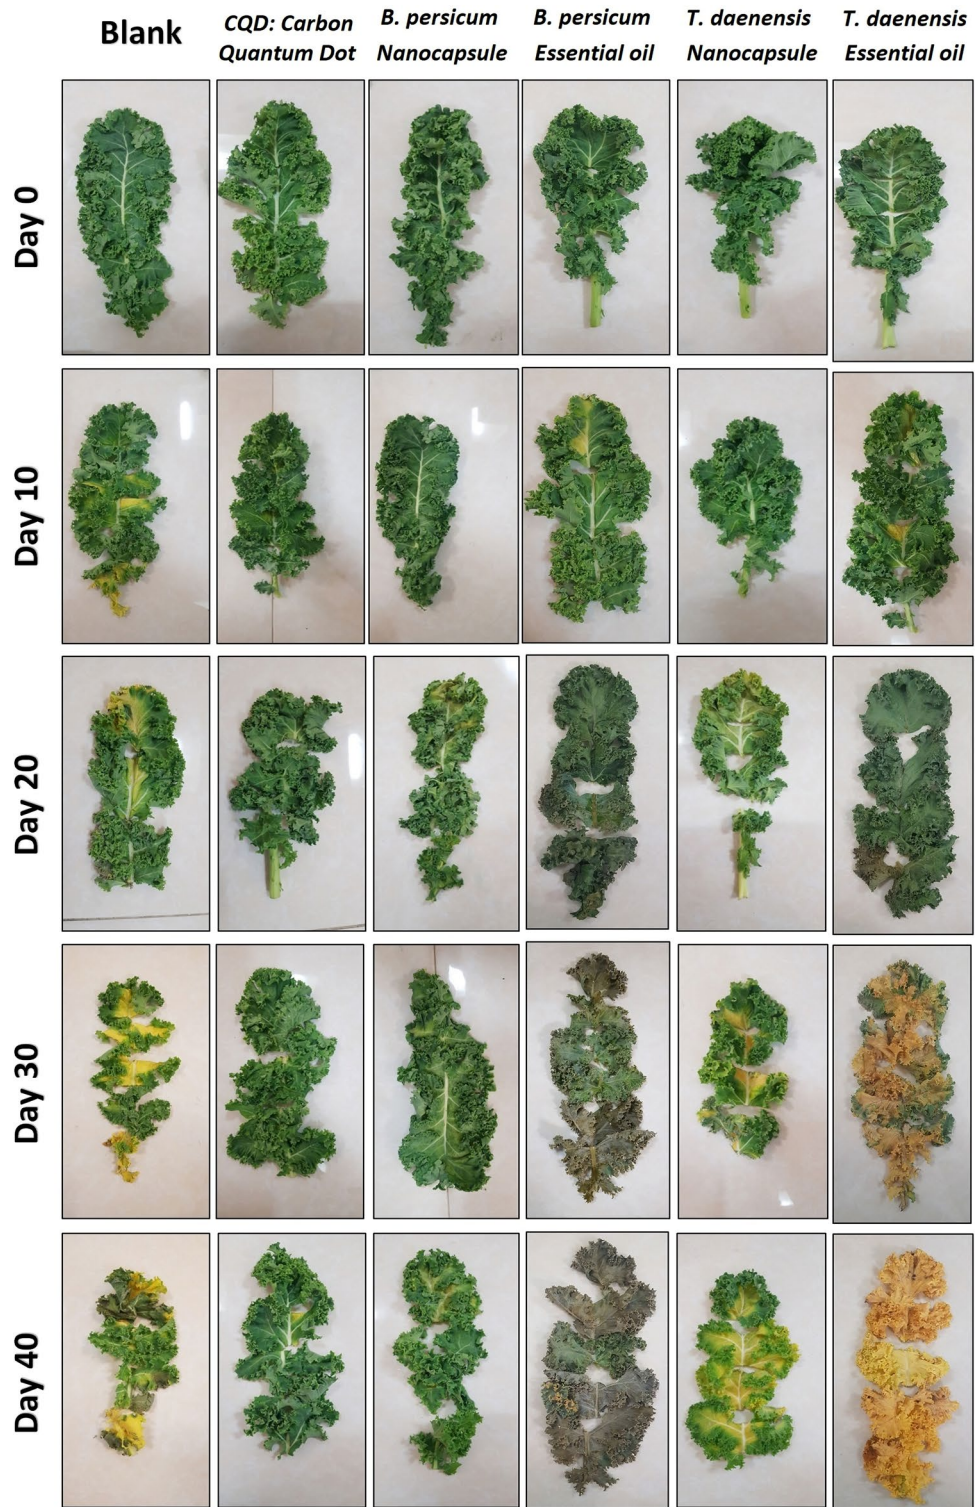 Blank
CQD: Carbon
Quantum Dot
B. persicum
Nanocapsule
B. persicum
Essential oil
T. daenensis
Nanocapsule
T. daenensis
Essential oil
Day 0
Day 10
Day 20
Day 30
Day 40